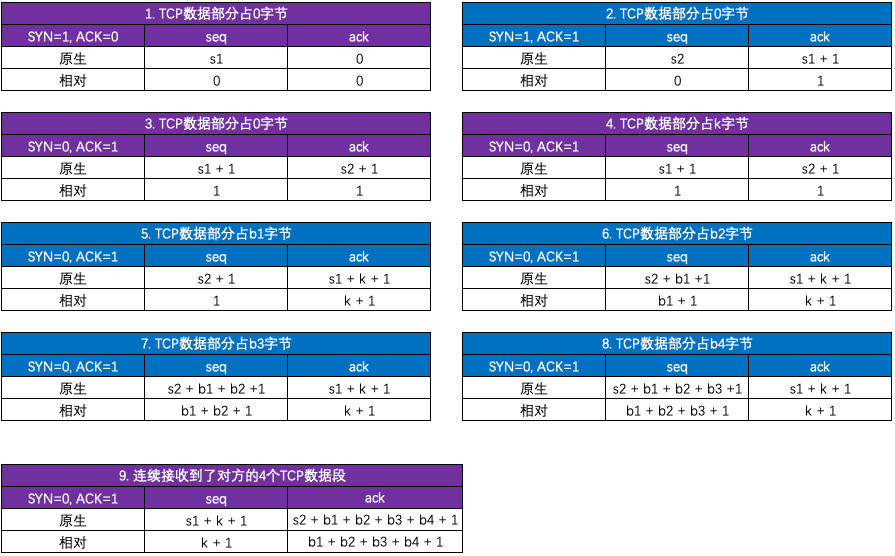 1. TCP数据部分占0字节
SYN=1, ACK=0 seq ack
原生 s1 0
相对 0 0
2. TCP数据部分占0字节
SYN=1, ACK=1 seq ack
原生 s2 s1 + 1
相对 0 1
3. TCP数据部分占0字节
SYN=0, ACK=1 seq ack
原生 s1 + 1 s2 + 1
相对 1 1
4. TCP数据部分占k字节
SYN=0, ACK=1 seq ack
原生 s1 + 1 s2 + 1
相对 1 1
5. TCP数据部分占b1字节
SYN=0, ACK=1 seq ack
原生 s2 + 1 s1 + k + 1
相对 1 k + 1
6. TCP数据部分占b2字节
SYN=0, ACK=1 seq ack
原生 s2 + b1 +1 s1 + k + 1
相对 b1 + 1 k + 1
7. TCP数据部分占b3字节
SYN=0, ACK=1 seq ack
原生 s2 + b1 + b2 +1 s1 + k + 1
相对 b1 + b2 + 1 k + 1
8. TCP数据部分占b4字节
SYN=0, ACK=1 seq ack
原生 s2 + b1 + b2 + b3 +1 s1 + k + 1
相对 b1 + b2 + b3 + 1 k + 1
9. 连续接收到了对方的4个TCP数据段
SYN=0, ACK=1 seq ack
原生 s1 + k + 1 s2 + b1 + b2 + b3 + b4 + 1
相对 k + 1 b1 + b2 + b3 + b4 + 1